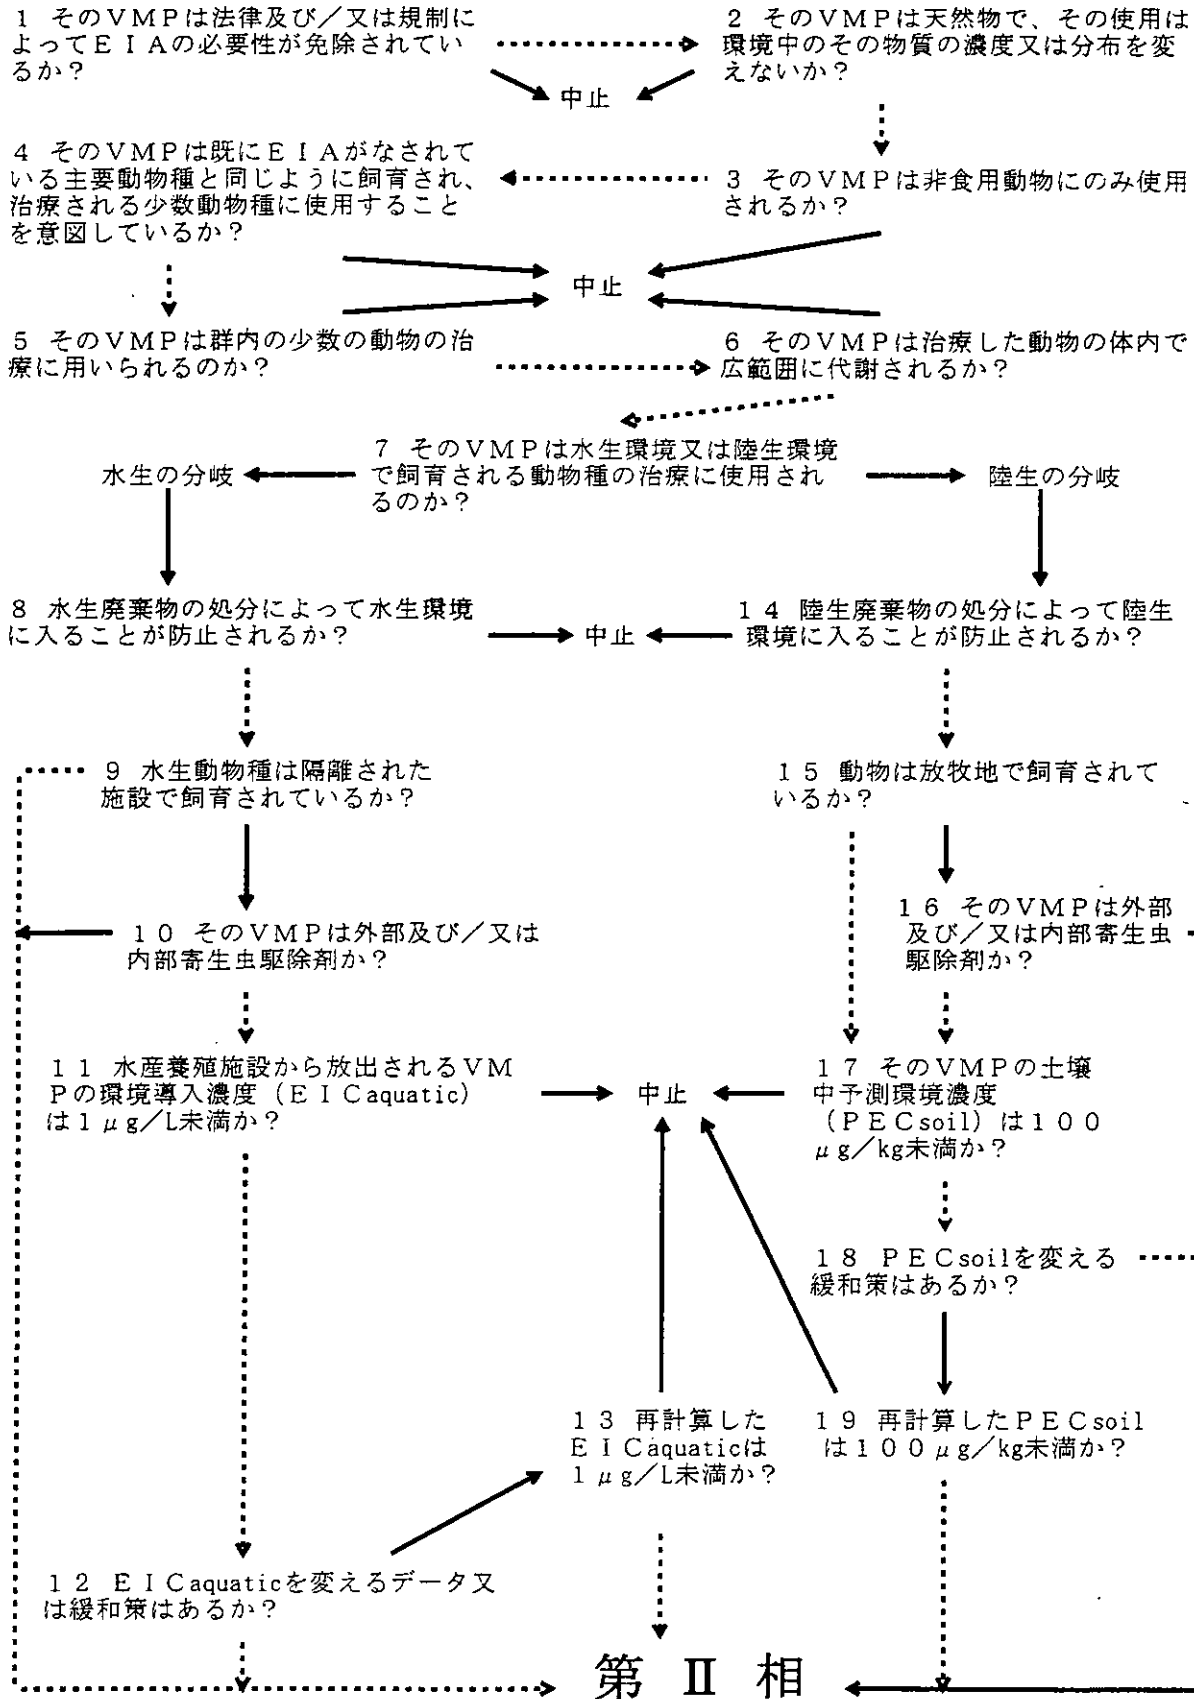 1 そのVMPは法律及び／又は規制に
よってEIAの必要性が免除されてい
るか？
2 そのVMPは天然物で、その使用は
環境中のその物質の濃度又は分布を変
えないか？
中止
4 そのVMPは既にEIAがなされて
いる主要動物種と同じように飼育され、
治療される少数動物種に使用すること
を意図しているか？
3 そのVMPは非食用動物にのみ使用
されるか？
中止
5 そのVMPは群内の少数の動物の治
療に用いられるのか？
6 そのVMPは治療した動物の体内で
広範囲に代謝されるか？
7 そのVMPは水生環境又は陸生環境
で飼育される動物種の治療に使用され
るのか？
水生の分岐
陸生の分岐
8 水生廃棄物の処分によって水生環境
に入ることが防止されるか？
中止
14 陸生廃棄物の処分によって陸生
環境に入ることが防止されるか？
9 水生動物種は隔離された
施設で飼育されているか？
15 動物は放牧地で飼育されて
いるか？
10 そのVMPは外部及び／又は
内部寄生虫駆除剤か？
16 そのVMPは外部
及び／又は内部寄生虫
駆除剤か？
11 水産養殖施設から放出されるVM
Pの環境導入濃度（EICaquatic）
は1μg／L未満か？
中止
17 そのVMPの土壌
中予測環境濃度
（PECsoil）は100
μg／kg未満か？
18 PECsoilを変える
緩和策はあるか？
13 再計算した
EICaquaticは
1μg／L未満か？
19 再計算したPECsoil
は100μg／kg未満か？
12 EICaquaticを変えるデータ又
は緩和策はあるか？
第Ⅱ相